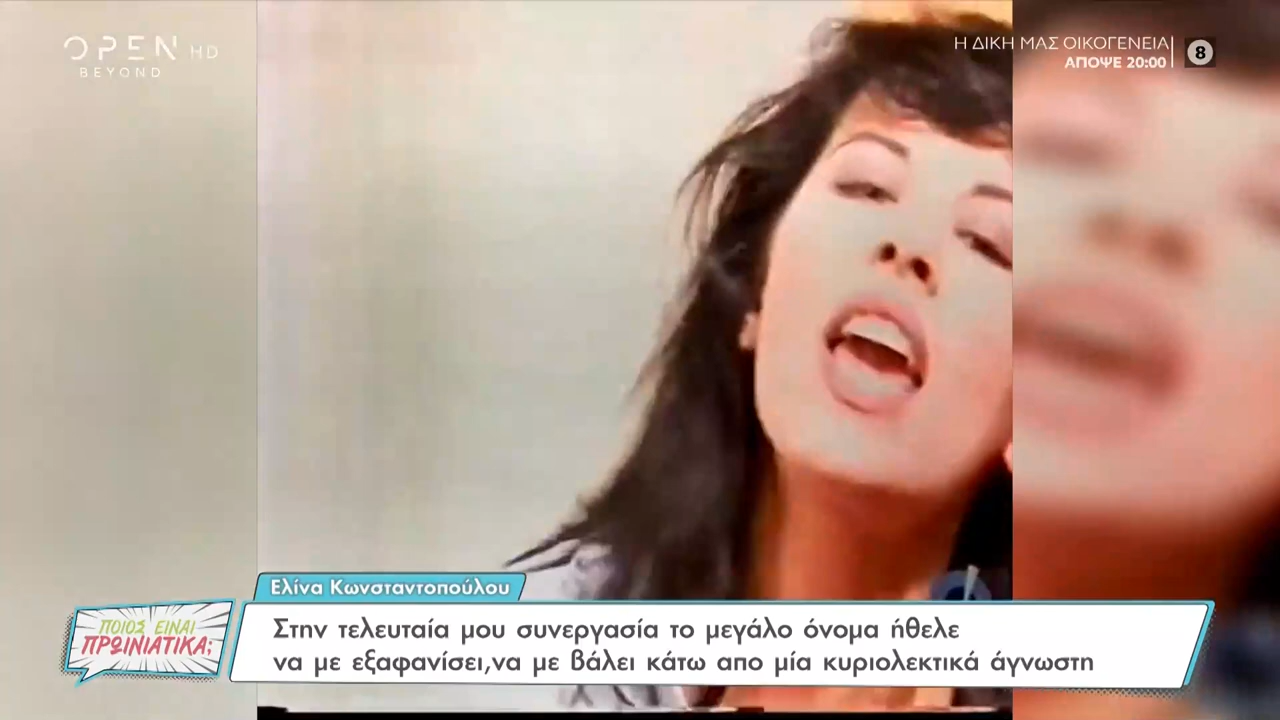 OPEN HD
BEYOND
Η ΔΙΚΗ ΜΑΣ ΟΙΚΟΓΕΝΕΙΑ
ΑΠΟΨΕ 20:00
8
Ελίνα Κωνσταντοπούλου
ΠΟΙΟΣ ΕΙΝΑΙ
ΠΡΩΙΝΙΑΤΙΚΑ;
Στην τελευταία μου συνεργασία το μεγάλο όνομα ήθελε
να με εξαφανίσει,να με βάλει κάτω απο μία κυριολεκτικά άγνωστη